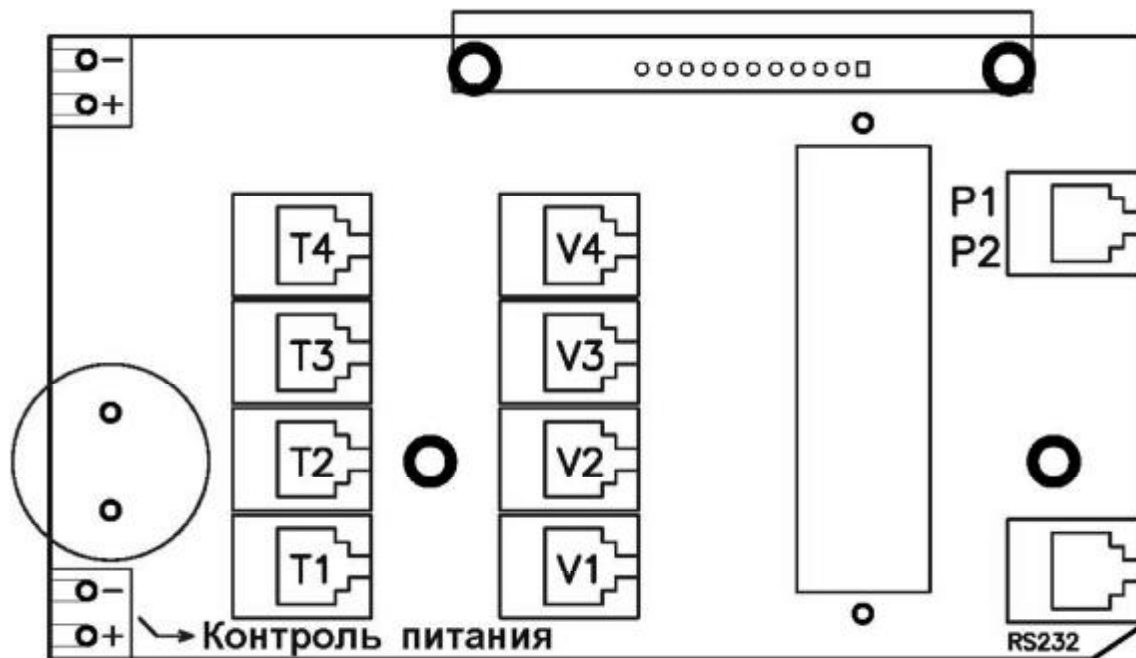 -
+
T4 V4 P1
P2
T3 V3
T2 V2
T1 V1
-
+ Контроль питания
RS232